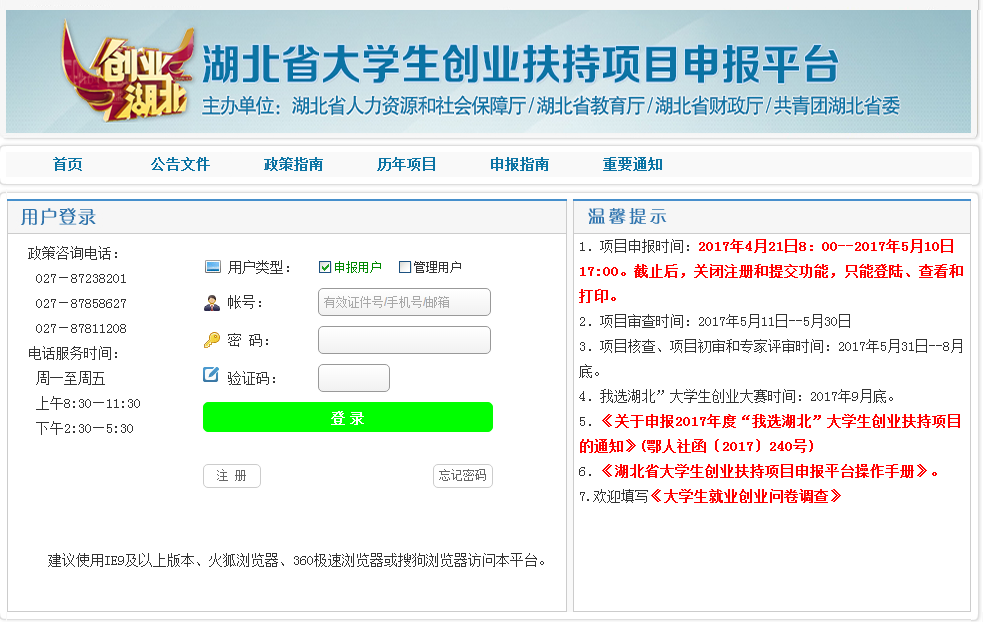 创业
湖北
湖北省大学生创业扶持项目申报平台
主办单位：湖北省人力资源和社会保障厅/湖北省教育厅/湖北省财政厅/共青团湖北省委
首页 公告文件 政策指南 历年项目 申报指南 重要通知
用户登录
政策咨询电话：
027－87238201
027－87858627
027－87811208
电话服务时间：
周一至周五
上午8:30－11:30
下午2:30－5:30
用户类型： 申报用户 管理用户
帐号： 有效证件号/手机号/邮箱
密 码：
验证码：
登 录
注 册 忘记密码
建议使用IE9及以上版本、火狐浏览器、360极速浏览器或搜狗浏览器访问本平台。
温馨提示
1. 项目申报时间：2017年4月21日8：00--2017年5月10日
17:00。截止后，关闭注册和提交功能，只能登陆、查看和
打印。
2. 项目审查时间：2017年5月11日--5月30日
3. 项目核查、项目初审和专家评审时间：2017年5月31日--8月
底。
4. 我选湖北”大学生创业大赛时间：2017年9月底。
5. 《关于申报2017年度“我选湖北”大学生创业扶持项目
的通知》(鄂人社函〔2017〕240号)
6. 《湖北省大学生创业扶持项目申报平台操作手册》。
7.欢迎填写《大学生就业创业问卷调查》